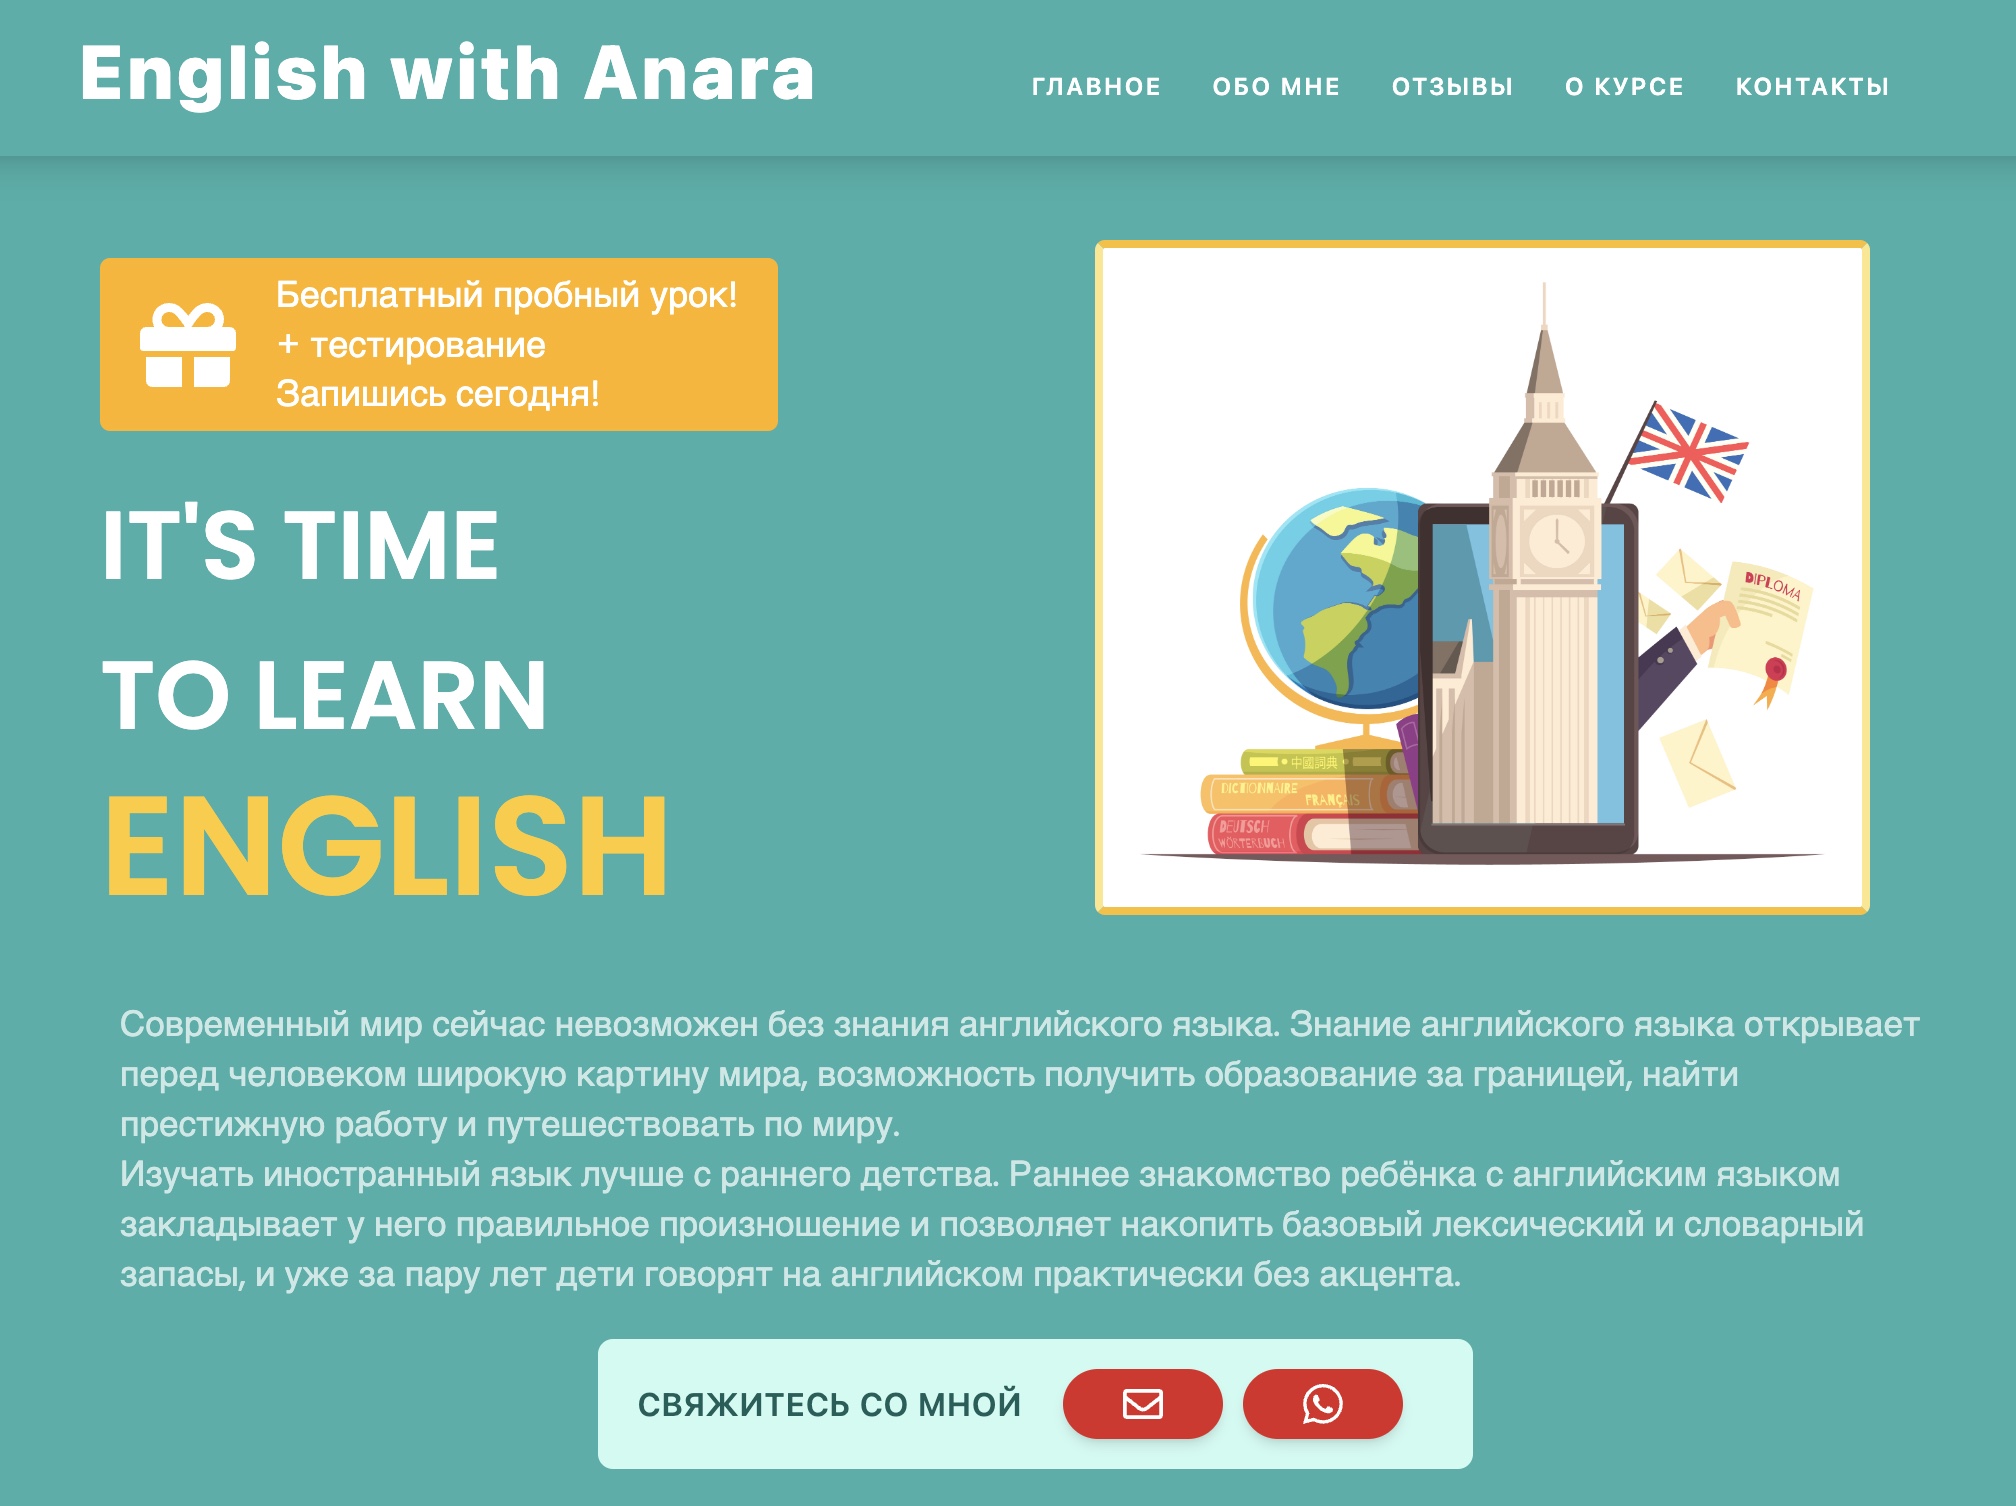 English with Anara
ГЛАВНОЕ ОБО МНЕ ОТЗЫВЫ О КУРСЕ КОНТАКТЫ
Бесплатный пробный урок!
+ тестирование
Запишись сегодня!
IT'S TIME
TO LEARN
ENGLISH
DIPLOMA
中國詞典
DICTIONNAIRE
FRANÇAIS
DEUTSCH
WÖRTERBUCH
Современный мир сейчас невозможен без знания английского языка. Знание английского языка открывает
перед человеком широкую картину мира, возможность получить образование за границей, найти
престижную работу и путешествовать по миру.
Изучать иностранный язык лучше с раннего детства. Раннее знакомство ребёнка с английским языком
закладывает у него правильное произношение и позволяет накопить базовый лексический и словарный
запасы, и уже за пару лет дети говорят на английском практически без акцента.
СВЯЖИТЕСЬ СО МНОЙ